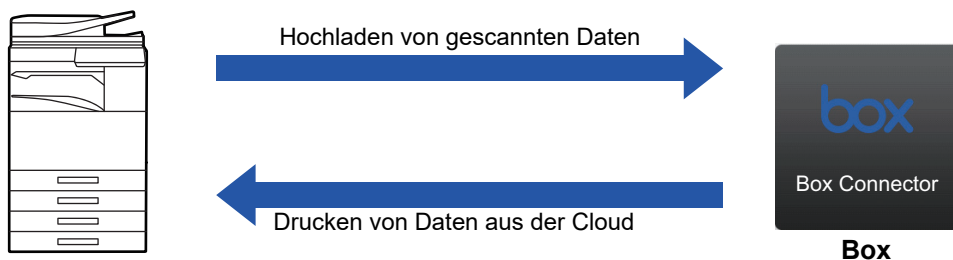 Hochladen von gescannten Daten
box
Box Connector
Drucken von Daten aus der Cloud
Box